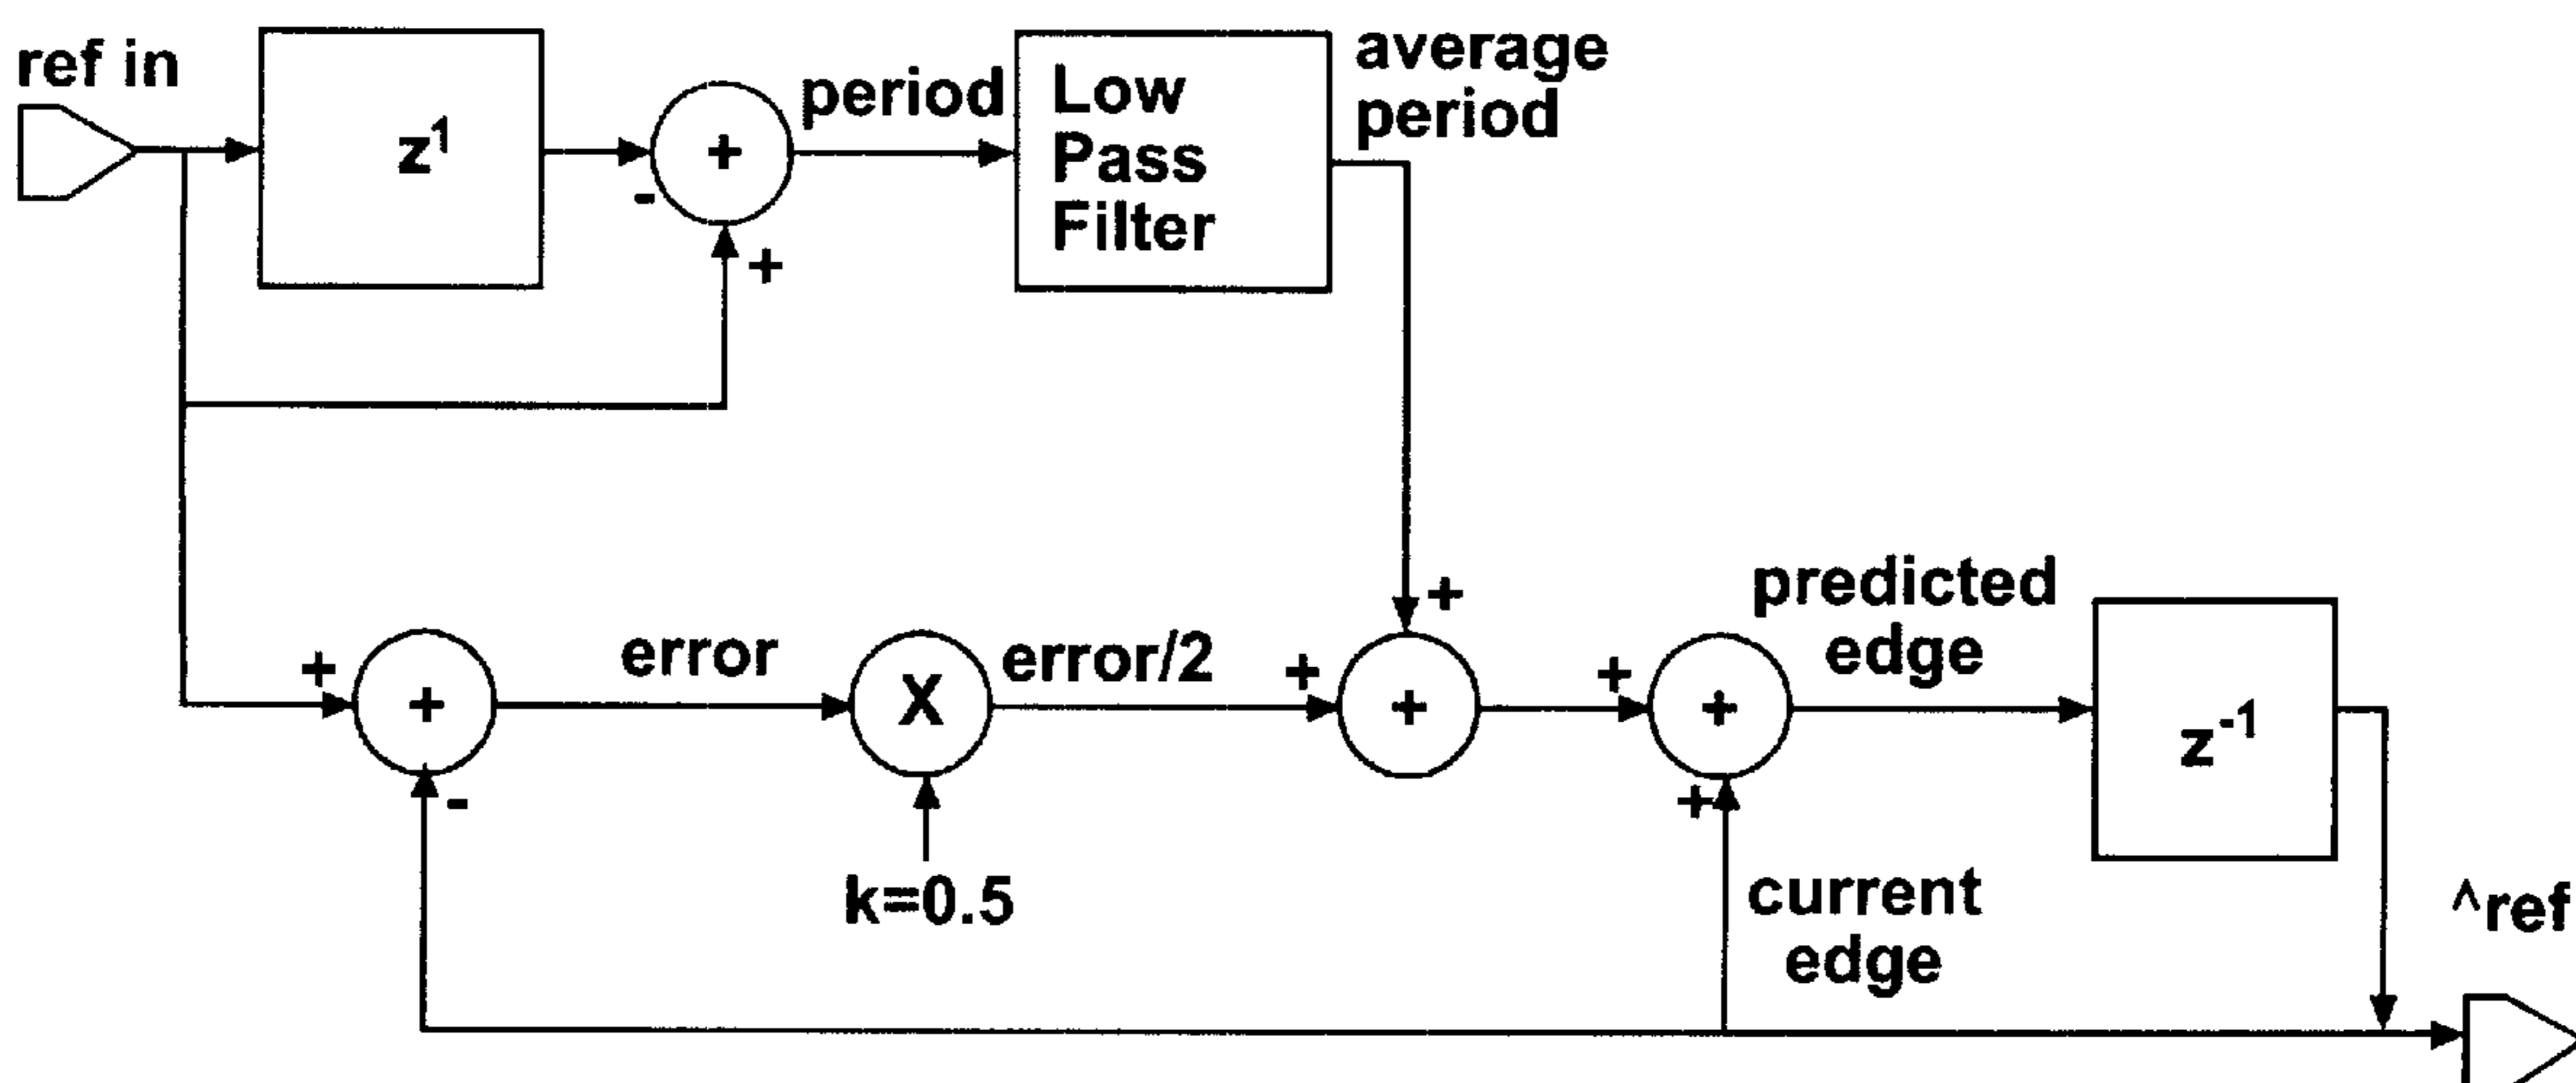 ref in
z¹
+
-
+
period
Low
Pass
Filter
average
period
+
+
-
error
X
k=0.5
error/2
+
+
+
+
+
+
predicted
edge
current
edge
z⁻¹
^ref